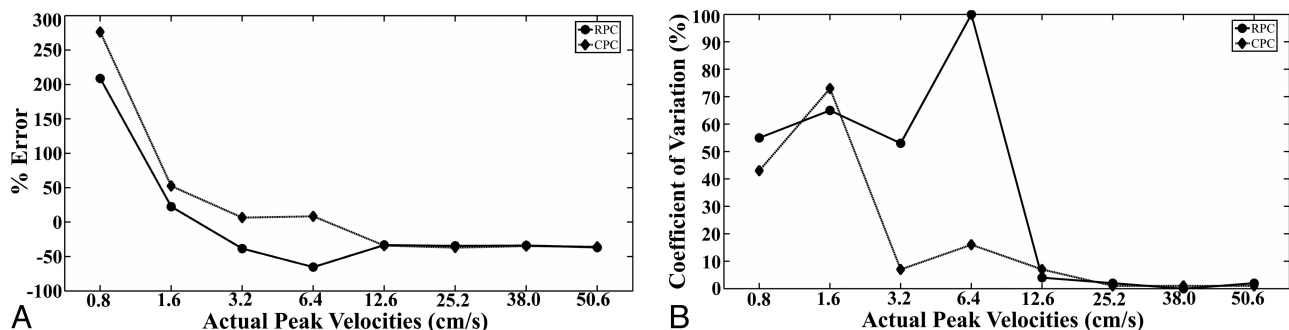 300
250
200
150
100
50
0
-50
-100
% Error
RPC
CPC
0.8 1.6 3.2 6.4 12.6 25.2 38.0 50.6
Actual Peak Velocities (cm/s)
A
100
90
80
70
60
50
40
30
20
10
0
Coefficient of Variation (%)
RPC
CPC
0.8 1.6 3.2 6.4 12.6 25.2 38.0 50.6
Actual Peak Velocities (cm/s)
B